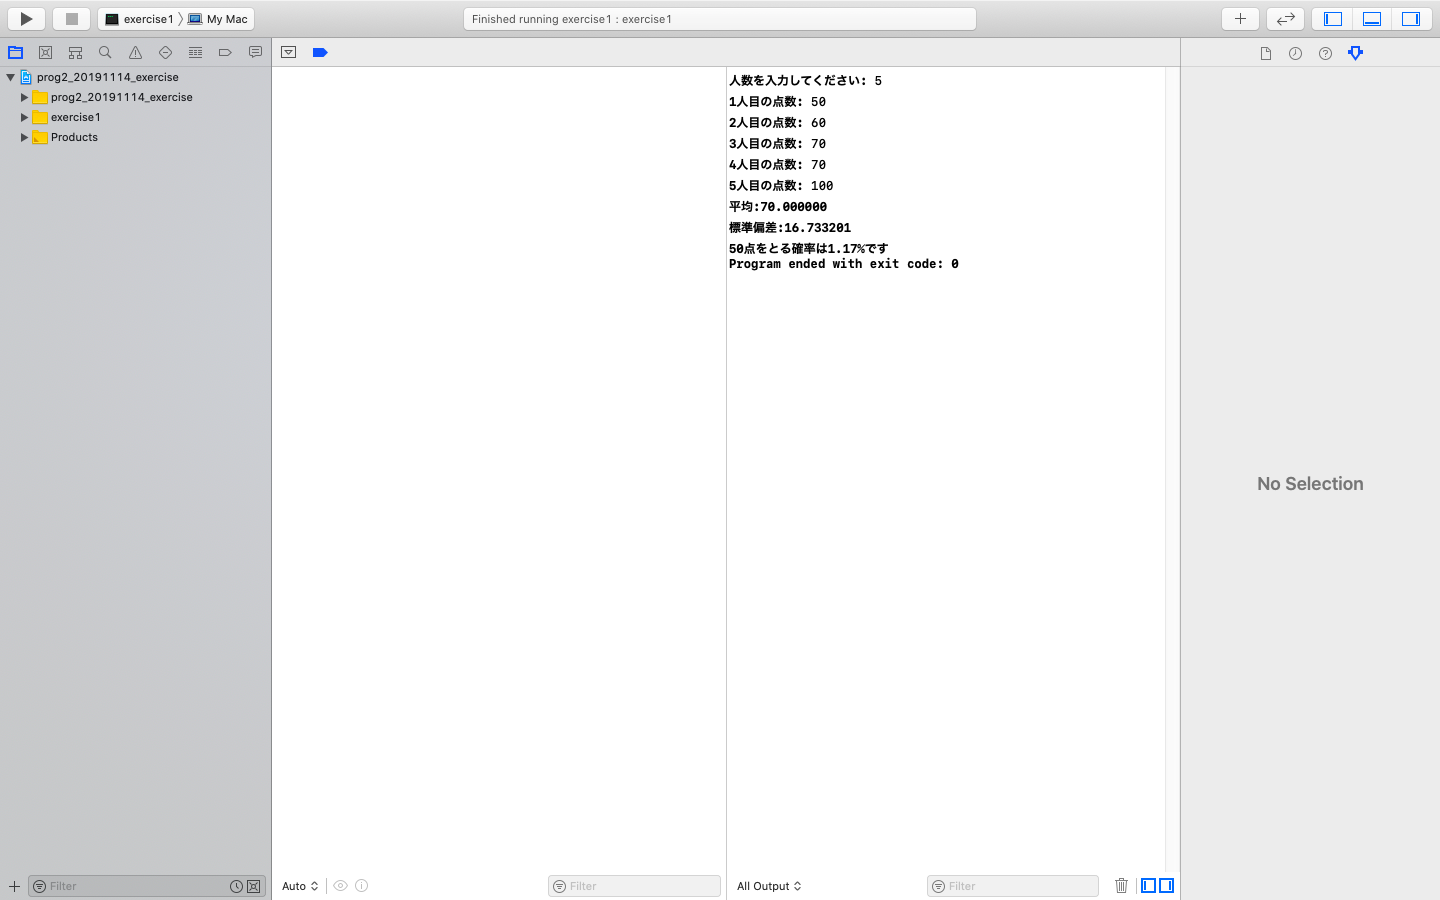 exercise1 〉 My Mac
Finished running exercise1 : exercise1
prog2_20191114_exercise
prog2_20191114_exercise
exercise1
Products
人数を入力してください: 5
1人目の点数: 50
2人目の点数: 60
3人目の点数: 70
4人目の点数: 70
5人目の点数: 100
平均:70.000000
標準偏差:16.733201
50点をとる確率は1.17%です
Program ended with exit code: 0
No Selection
Filter
Auto
Filter
All Output
Filter